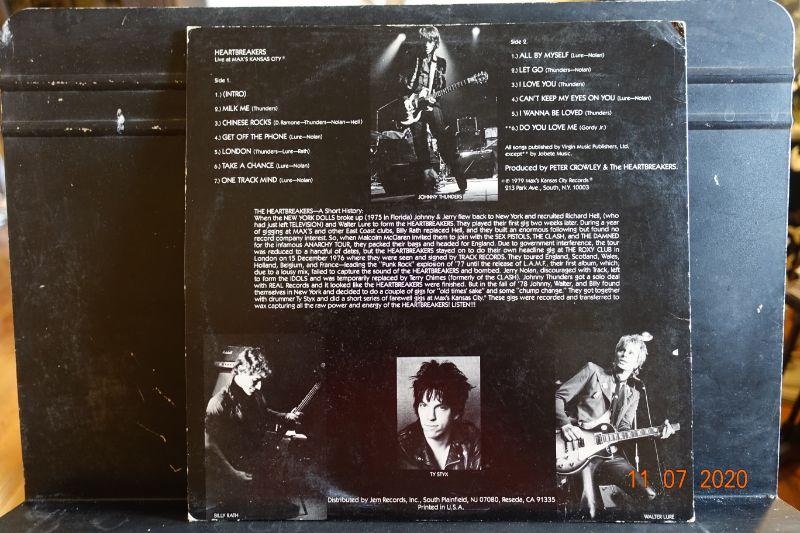 HEARTBREAKERS
Live at MAX'S KANSAS CITY®
Side 1.
1.) (INTRO)
2.) MILK ME (Thunders)
3.) CHINESE ROCKS (D. Ramone—Thunders—Nolan—Hell)
4.) GET OFF THE PHONE (Lure-Nolan)
5.) LONDON (Thunders—Lure—Rath)
6.) TAKE A CHANCE (Lure-Nolan)
7.) ONE TRACK MIND (Lure—Nolan)
JOHNNY THUNDERS
Side 2.
1.) ALL BY MYSELF (Lure—Nolan)
2.) LET GO (Thunders—Nolan)
3.) I LOVE YOU (Thunders)
4.) CAN'T KEEP MY EYES ON YOU (Lure-Nolan)
5.) I WANNA BE LOVED (Thunders)
**6.) DO YOU LOVE ME (Gordy Jr.)
All songs published by Virgin Music Publishers, Ltd.
except** by Jobete Music.
Produced by PETER CROWLEY & The HEARTBREAKERS.
℗ 1979 Max's Kansas City Records®
213 Park Ave., South, N.Y. 10003
THE HEARTBREAKERS—A Short History:
When the NEW YORK DOLLS broke up (1975 in Florida) Johnny & Jerry flew back to New York and recruited Richard Hell, (who
had just left TELEVISION) and Walter Lure to form the HEARTBREAKERS. They played their first gig two weeks later. During a year
of gigging at MAX'S and other East Coast clubs, Billy Rath replaced Hell, and they built an enormous following but found no
record company interest. So, when Malcolm McClaren invited them to join with the SEX PISTOLS, THE CLASH, and THE DAMNED
for the infamous ANARCHY TOUR, they packed their bags and headed for England. Due to government interference, the tour
was reduced to a handful of dates, but the HEARTBREAKERS stayed on to do their own headline gig at THE ROXY CLUB in
London on 15 December 1976 where they were seen and signed by TRACK RECORDS. They toured England, Scotland, Wales,
Holland, Belgium, and France—leading the "Punk Rock" explosion of '77 until the release of L.A.M.F., their first album, which,
due to a lousy mix, failed to capture the sound of the HEARTBREAKERS and bombed. Jerry Nolan, discouraged with Track, left
to form the IDOLS and was temporarily replaced by Terry Chimes (formerly of the CLASH). Johnny Thunders got a solo deal
with REAL Records and it looked like the HEARTBREAKERS were finished. But in the fall of '78 Johnny, Walter, and Billy found
themselves in New York and decided to do a couple of gigs for "old times' sake" and some "chump change." They got together
with drummer Ty Styx and did a short series of farewell gigs at Max's Kansas City.® These gigs were recorded and transferred to
wax capturing all the raw power and energy of the HEARTBREAKERS! LISTEN!!!
BILLY RATH
TY STYX
WALTER LURE
Distributed by Jem Records, Inc., South Plainfield, NJ 07080, Reseda, CA 91335
Printed in U.S.A.
11 07 2020